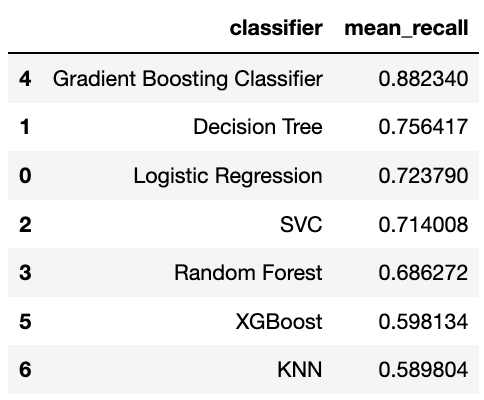 classifier mean_recall
4 Gradient Boosting Classifier 0.882340
1 Decision Tree 0.756417
0 Logistic Regression 0.723790
2 SVC 0.714008
3 Random Forest 0.686272
5 XGBoost 0.598134
6 KNN 0.589804